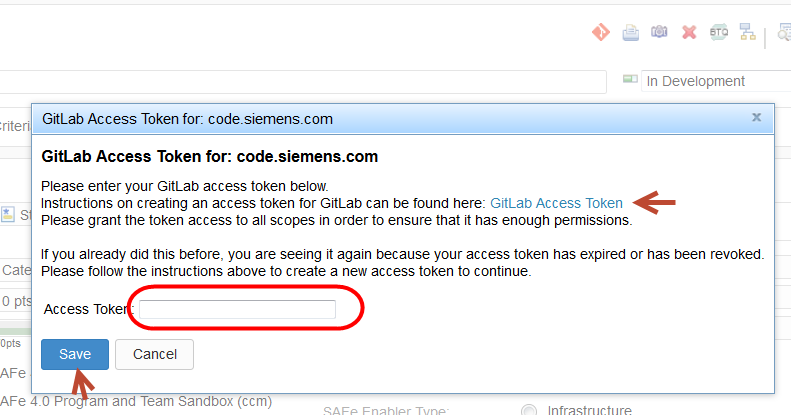 BTQ
In Development
Criteria
GitLab Access Token for: code.siemens.com
GitLab Access Token for: code.siemens.com
Please enter your GitLab access token below.
Instructions on creating an access token for GitLab can be found here: GitLab Access Token
Please grant the token access to all scopes in order to ensure that it has enough permissions.
St
If you already did this before, you are seeing it again because your access token has expired or has been revoked.
Cate
Please follow the instructions above to create a new access token to continue.
0 pts
Access Token:
0pts
Save
Cancel
SAFe 4
AFe 4.0 Program and Team Sandbox (ccm)
SAFe Enabler Type:
Infrastructure